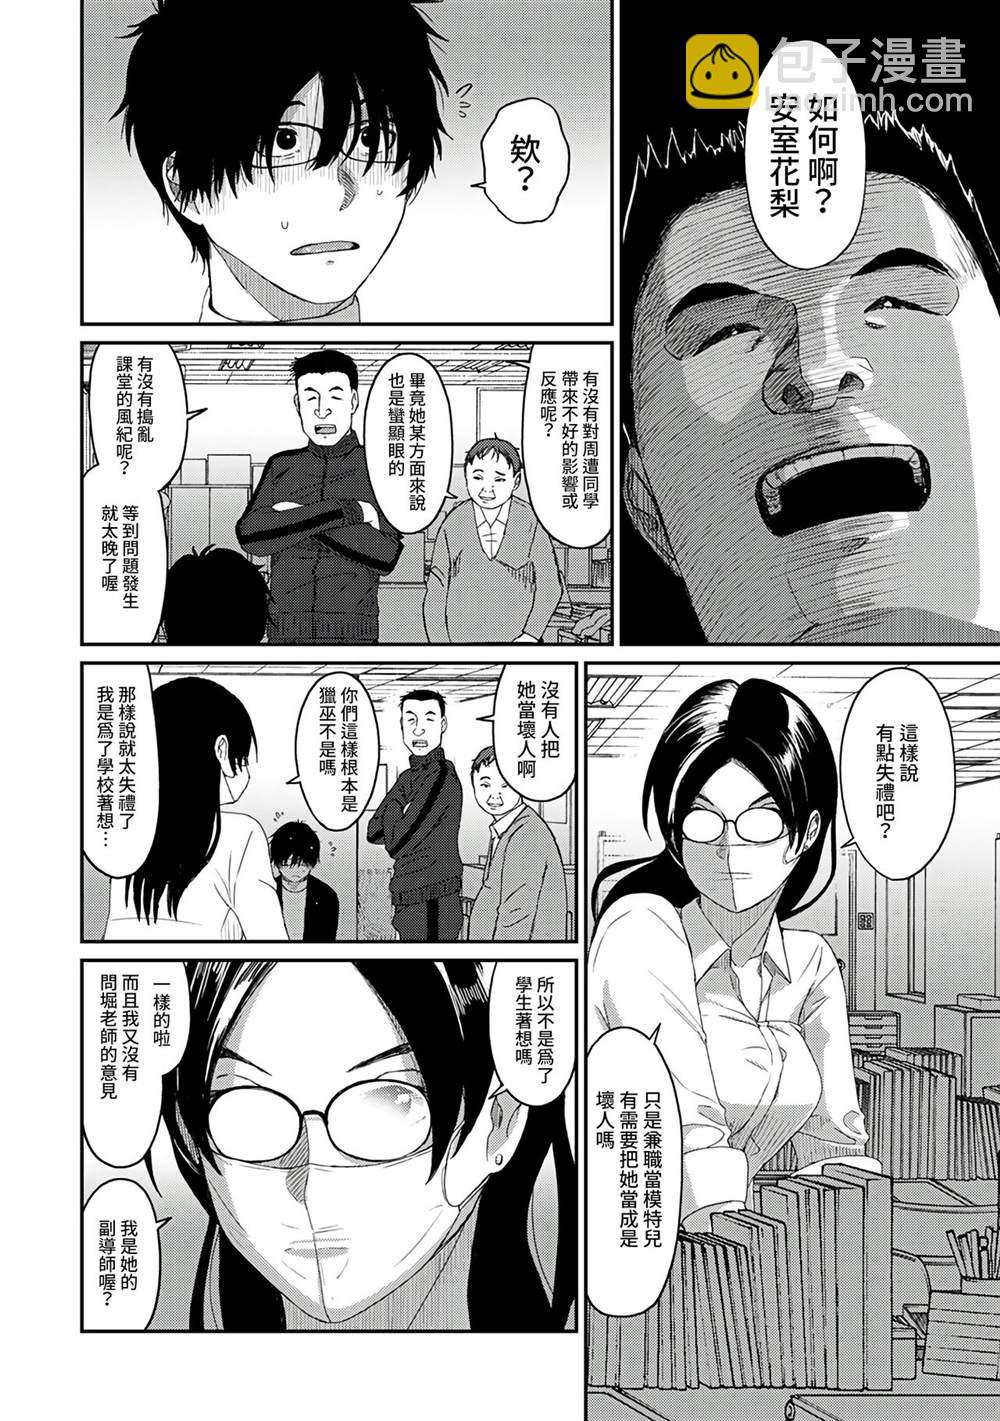 包子漫畫
baozimh.com
如何啊？
安室花梨
欸？
有沒有對周遭同學
帶來不好的影響或
反應呢？
畢竟她某方面來說
也是蠻顯眼的
有沒有搗亂
課堂的風紀呢？
等到問題發生
就太晚了喔
這樣說
有點失禮吧？
只是兼職當模特兒
有需要把她當成是
壞人嗎
沒有人把
她當壞人啊
你們這樣根本是
獵巫不是嗎
那樣說就太失禮了
我是爲了學校著想…
所以不是爲了
學生著想嗎
一樣的啦
而且我又沒有
問堀老師的意見
我是她的
副導師喔？